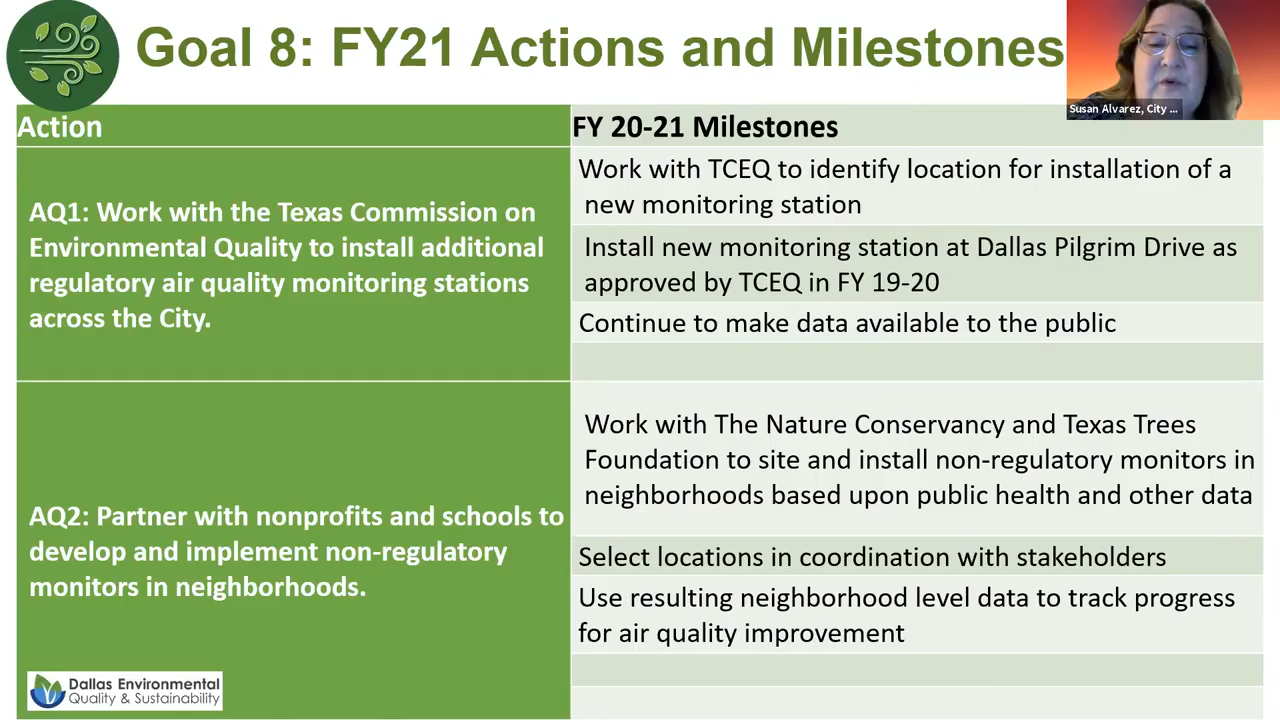 Goal 8: FY21 Actions and Milestones
Susan Alvarez, City ...
Action
FY 20-21 Milestones
AQ1: Work with the Texas Commission on
Environmental Quality to install additional
regulatory air quality monitoring stations
across the City.
Work with TCEQ to identify location for installation of a
new monitoring station
Install new monitoring station at Dallas Pilgrim Drive as
approved by TCEQ in FY 19-20
Continue to make data available to the public
AQ2: Partner with nonprofits and schools to
develop and implement non-regulatory
monitors in neighborhoods.
Work with The Nature Conservancy and Texas Trees
Foundation to site and install non-regulatory monitors in
neighborhoods based upon public health and other data
Select locations in coordination with stakeholders
Use resulting neighborhood level data to track progress
for air quality improvement
Dallas Environmental
Quality & Sustainability